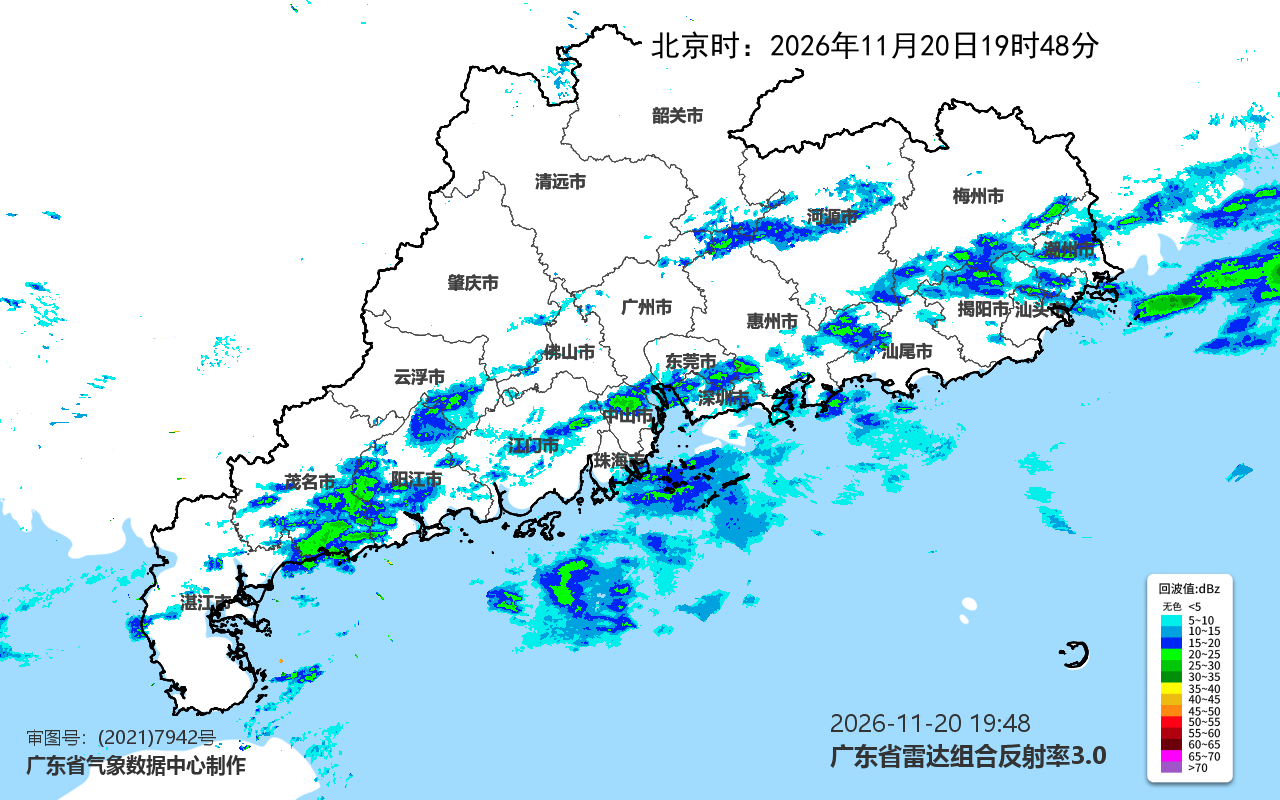 北京时：2026年11月20日19时48分
韶关市
清远市
梅州市
河源市
潮州市
肇庆市
广州市
揭阳市
汕头市
惠州市
佛山市
东莞市
汕尾市
云浮市
深圳市
中山市
江门市
珠海市
茂名市
阳江市
湛江市
回波值:dBz
无色 <5
5~10
10~15
15~20
20~25
25~30
30~35
35~40
40~45
45~50
50~55
55~60
60~65
65~70
>70
2026-11-20 19:48
广东省雷达组合反射率3.0
审图号：(2021)7942号
广东省气象数据中心制作